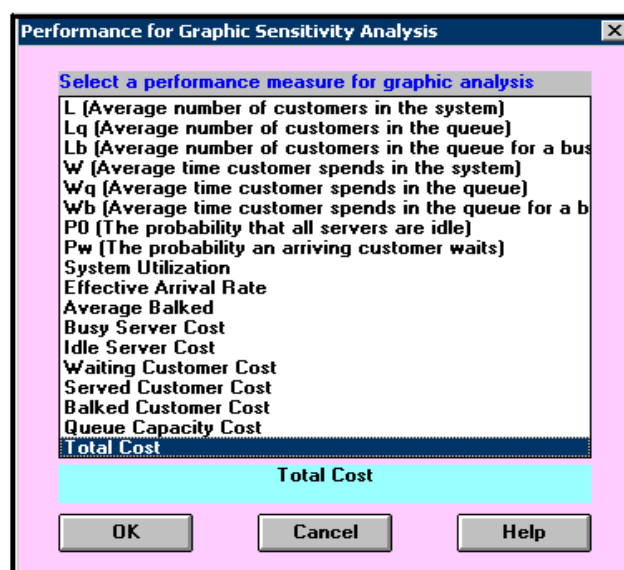 Performance for Graphic Sensitivity Analysis
Select a performance measure for graphic analysis
L (Average number of customers in the system)
Lq (Average number of customers in the queue)
Lb (Average number of customers in the queue for a bus
W (Average time customer spends in the system)
Wq (Average time customer spends in the queue)
Wb (Average time customer spends in the queue for a b
P0 (The probability that all servers are idle)
Pw (The probability an arriving customer waits)
System Utilization
Effective Arrival Rate
Average Balked
Busy Server Cost
Idle Server Cost
Waiting Customer Cost
Served Customer Cost
Balked Customer Cost
Queue Capacity Cost
Total Cost
Total Cost
OK Cancel Help